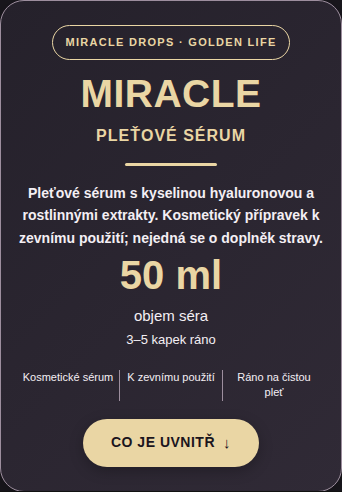 MIRACLE DROPS · GOLDEN LIFE
MIRACLE
PLEŤOVÉ SÉRUM
Pleťové sérum s kyselinou hyaluronovou a
rostlinnými extrakty. Kosmetický přípravek k
zevnímu použití; nejedná se o doplněk stravy.
50 ml
objem séra
3–5 kapek ráno
Kosmetické sérum
K zevnímu použití
Ráno na čistou
pleť
CO JE UVNITŘ ↓